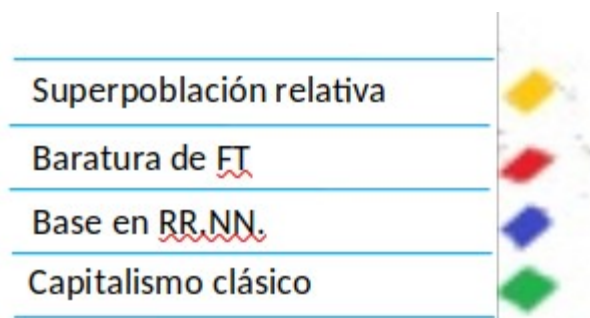 Superpoblación relativa
Baratura de FT
Base en RR.NN.
Capitalismo clásico